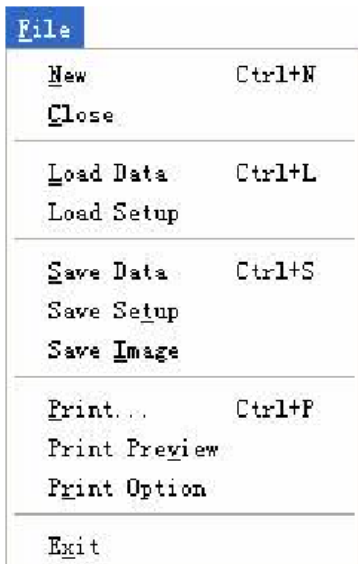 File
New Ctrl+N
Close
Load Data Ctrl+L
Load Setup
Save Data Ctrl+S
Save Setup
Save Image
Print... Ctrl+P
Print Preview
Print Option
Exit